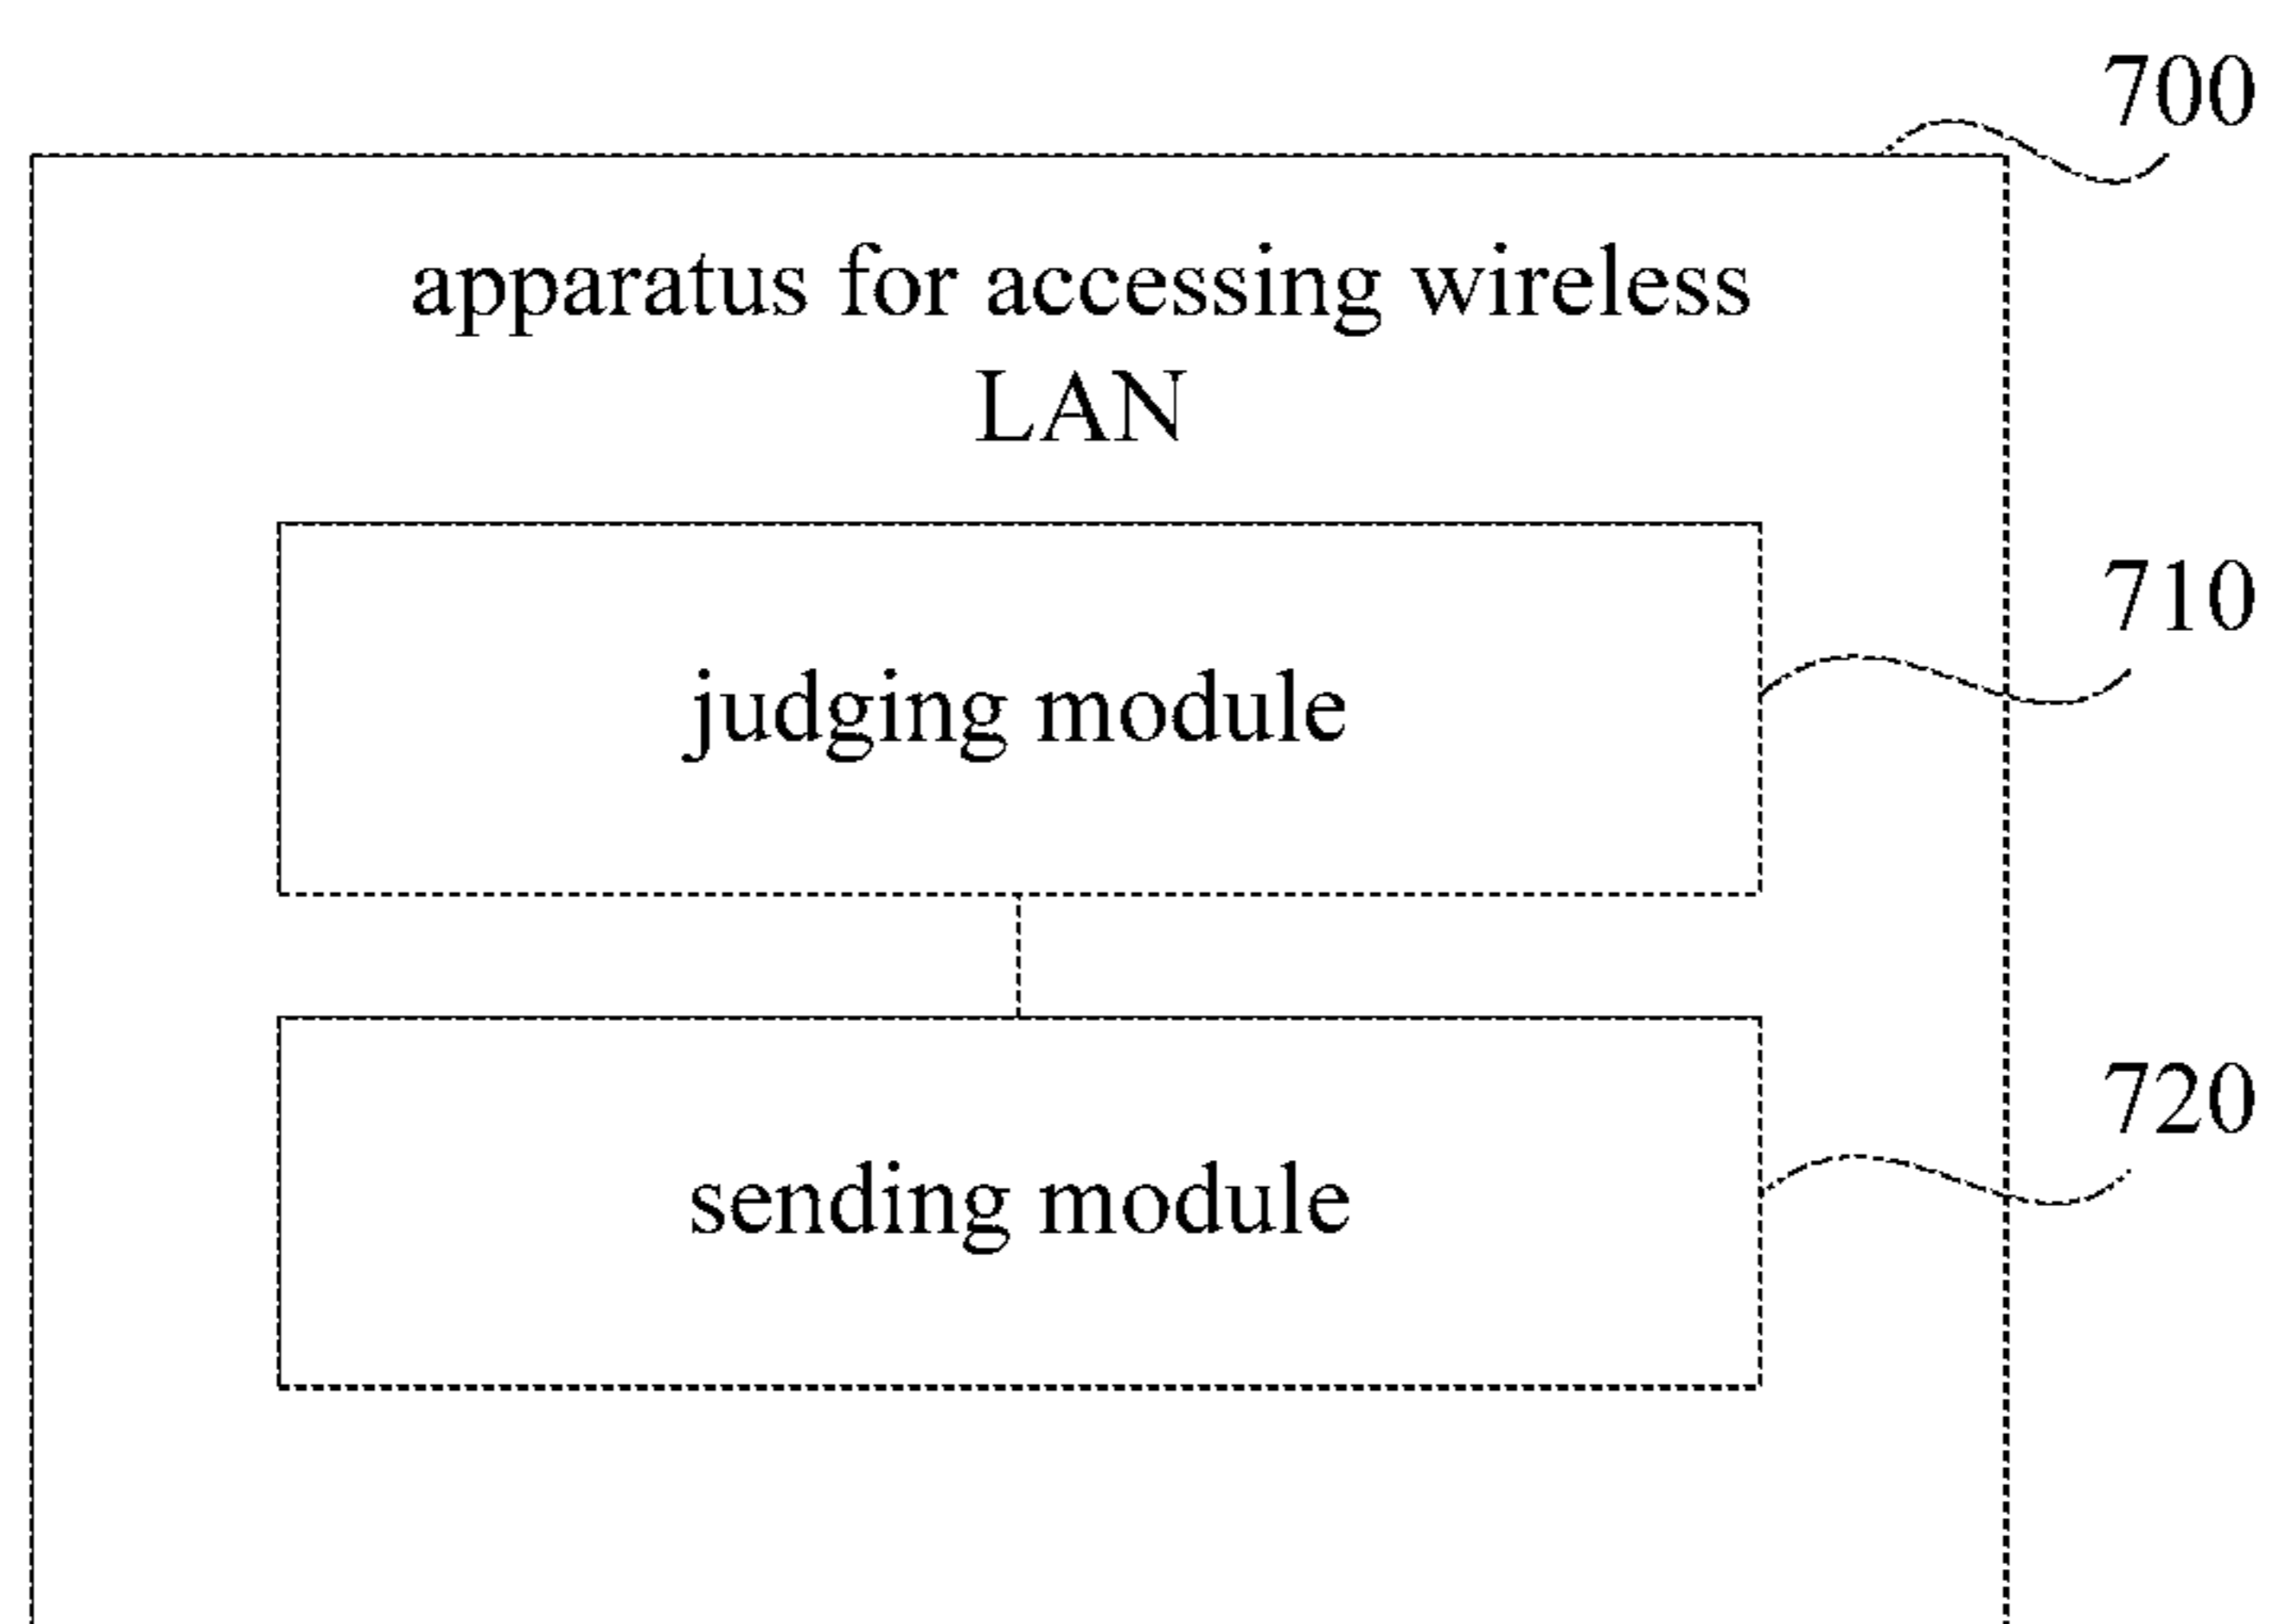 700
apparatus for accessing wireless
LAN
710
judging module
720
sending module